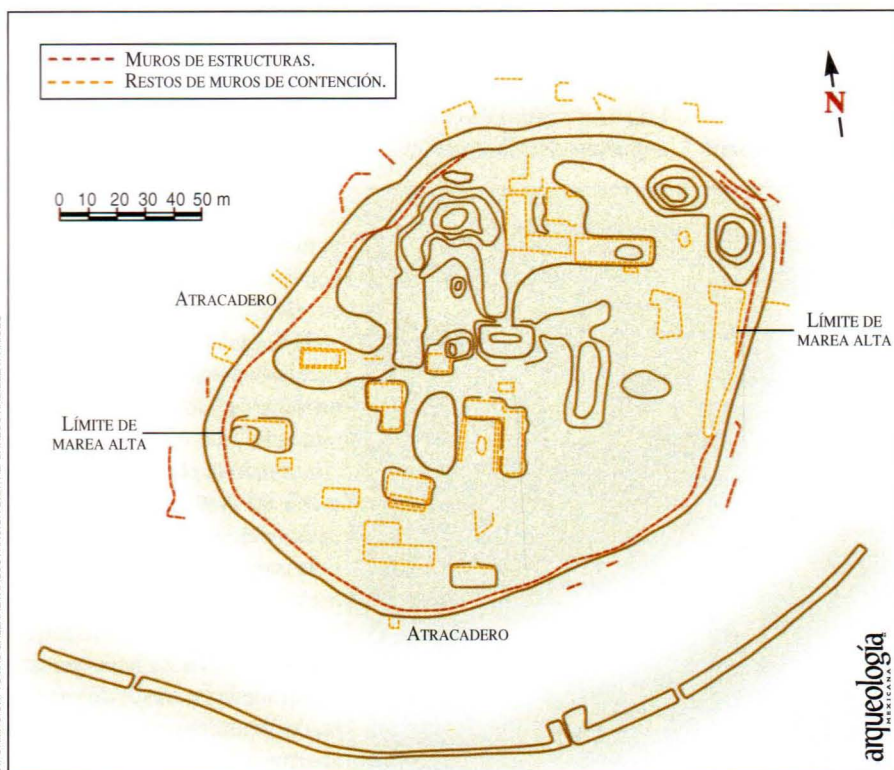 MUROS DE ESTRUCTURAS.
RESTOS DE MUROS DE CONTENCIÓN.
N
0 10 20 30 40 50 m
ATRACADERO
LÍMITE DE
MAREA ALTA
LÍMITE DE
MAREA ALTA
ATRACADERO
arqueología
MEXICANA